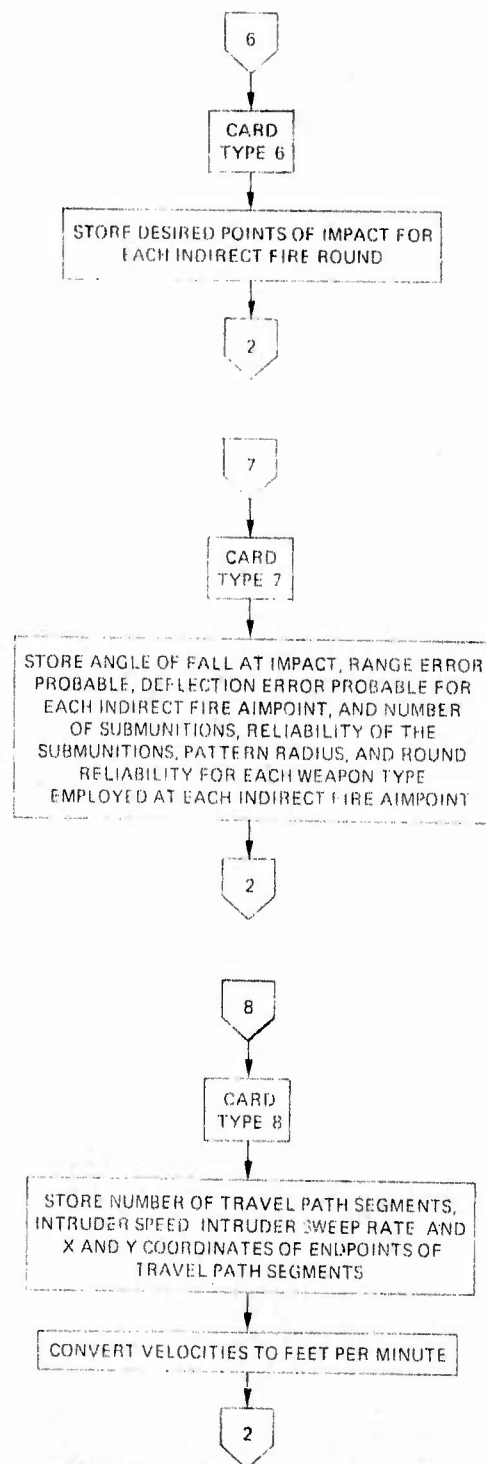 6
CARD
TYPE 6
STORE DESIRED POINTS OF IMPACT FOR
EACH INDIRECT FIRE ROUND
2
7
CARD
TYPE 7
STORE ANGLE OF FALL AT IMPACT, RANGE ERROR
PROBABLE, DEFLECTION ERROR PROBABLE FOR
EACH INDIRECT FIRE AIMPOINT, AND NUMBER
OF SUBMUNITIONS, RELIABILITY OF THE
SUBMUNITIONS, PATTERN RADIUS, AND ROUND
RELIABILITY FOR EACH WEAPON TYPE
EMPLOYED AT EACH INDIRECT FIRE AIMPOINT
2
8
CARD
TYPE 8
STORE NUMBER OF TRAVEL PATH SEGMENTS,
INTRUDER SPEED INTRUDER SWEEP RATE AND
X AND Y COORDINATES OF ENDPOINTS OF
TRAVEL PATH SEGMENTS
CONVERT VELOCITIES TO FEET PER MINUTE
2